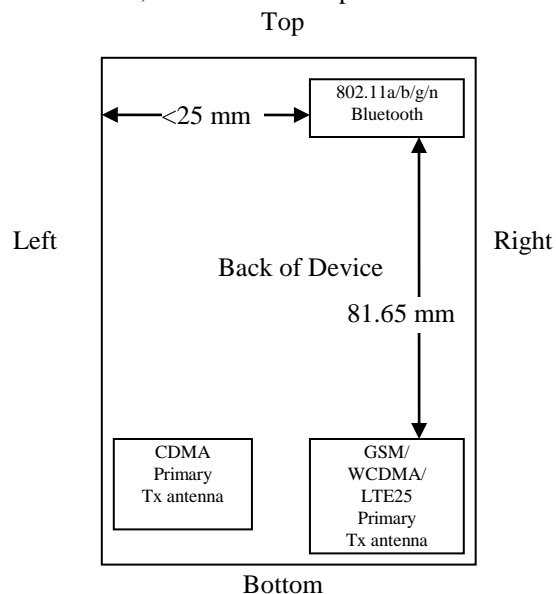 Top
802.11a/b/g/n
Bluetooth
<25 mm
Left
Right
Back of Device
81.65 mm
CDMA
Primary
Tx antenna
GSM/
WCDMA/
LTE25
Primary
Tx antenna
Bottom